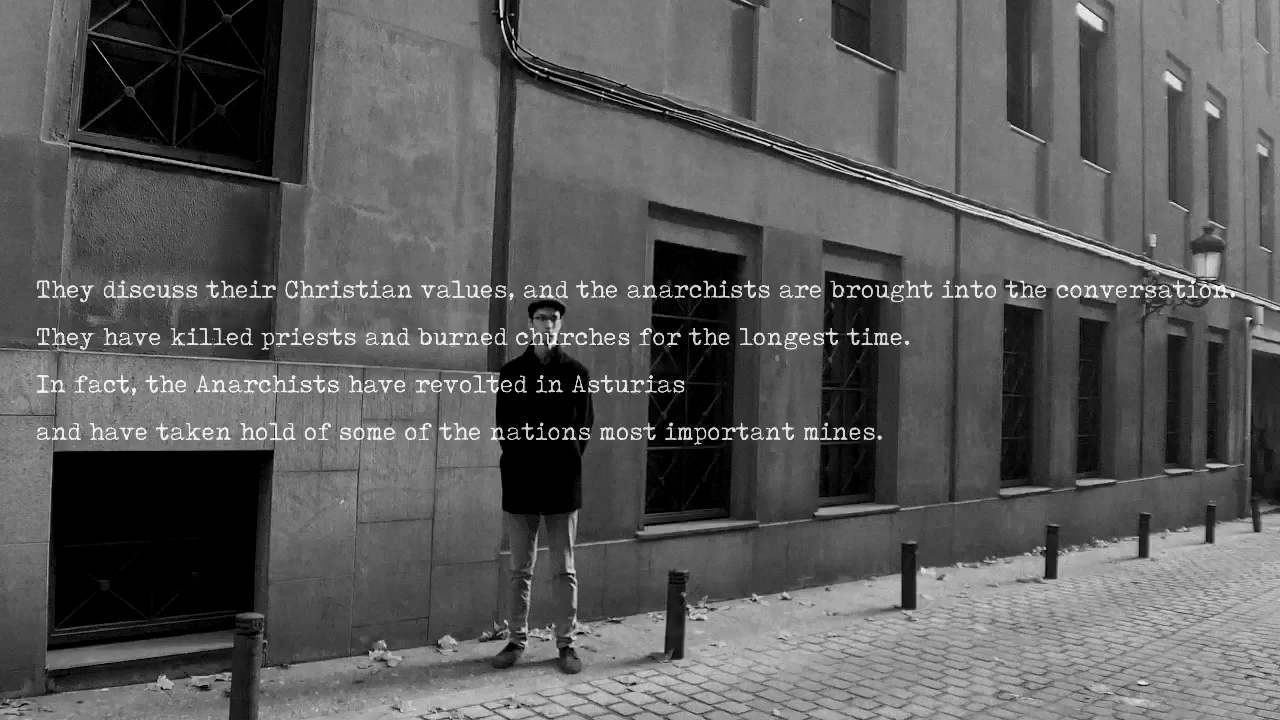 They discuss their Christian values, and the anarchists are brought into the conversation.
They have killed priests and burned churches for the longest time.
In fact, the Anarchists have revolted in Asturias
and have taken hold of some of the nations most important mines.